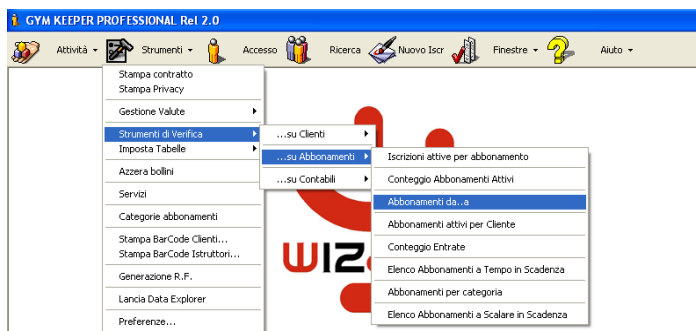 GYM KEEPER PROFESSIONAL Rel 2.0
Attività Strumenti Accesso Ricerca Nuovo Iscr Finestre Aiuto
Stampa contratto
Stampa Privacy
Gestione Valute
Strumenti di Verifica
Imposta Tabelle
Azzera bollini
Servizi
Categorie abbonamenti
Stampa BarCode Clienti...
Stampa BarCode Istruttori...
Generazione R.F.
Lancia Data Explorer
Preferenze...
...su Clienti
...su Abbonamenti
...su Contabili
Iscrizioni attive per abbonamento
Conteggio Abbonamenti Attivi
Abbonamenti da..a
Abbonamenti attivi per Cliente
Conteggio Entrate
Elenco Abbonamenti a Tempo in Scadenza
Abbonamenti per categoria
Elenco Abbonamenti a Scalare in Scadenza